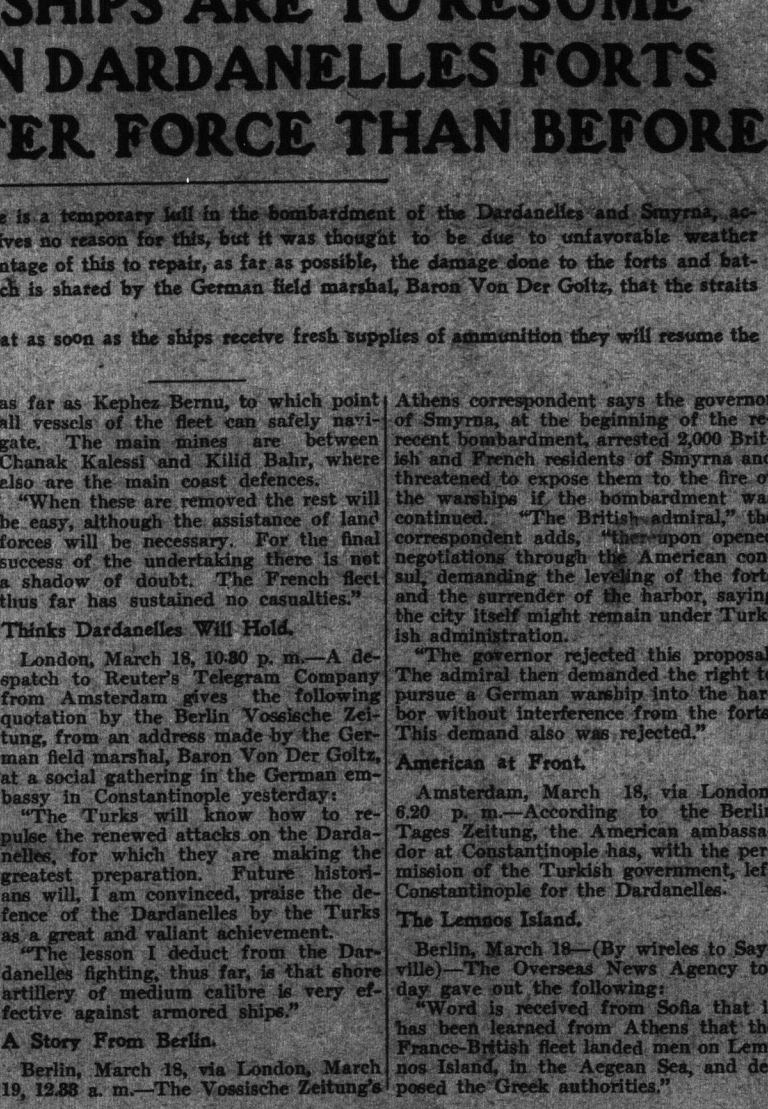 SHIPS ARE TO RESUME
N DARDANELLES FORTS
TER FORCE THAN BEFORE
e is a temporary lull in the bombardment of the Dardanelles and Smyrna, ac-
ives no reason for this, but it was thought to be due to unfavorable weather
ntage of this to repair, as far as possible, the damage done to the forts and bat-
ch is shared by the German field marshal, Baron Von Der Goltz, that the straits
at as soon as the ships receive fresh supplies of ammunition they will resume the
as far as Kephez Bernu, to which point
all vessels of the fleet can safely navi-
gate. The main mines are between
Chanak Kalessi and Kilid Bahr, where
elso are the main coast defences.
"When these are removed the rest will
be easy, although the assistance of land
forces will be necessary. For the final
success of the undertaking there is not
a shadow of doubt. The French fleet
thus far has sustained no casualties."
Thinks Dardanelles Will Hold.
London, March 18, 10.30 p. m.—A de-
spatch to Reuter's Telegram Company
from Amsterdam gives the following
quotation by the Berlin Vossische Zei-
tung, from an address made by the Ger-
man field marshal, Baron Von Der Goltz,
at a social gathering in the German em-
bassy in Constantinople yesterday:
"The Turks will know how to re-
pulse the renewed attacks on the Darda-
nelles, for which they are making the
greatest preparation. Future histori-
ans will, I am convinced, praise the de-
fence of the Dardanelles by the Turks
as a great and valiant achievement.
"The lesson I deduct from the Dar-
danelles fighting, thus far, is that shore
artillery of medium calibre is very ef-
fective against armored ships."
A Story From Berlin.
Berlin, March 18, via London, March
19, 12.33 a. m.—The Vossische Zeitung's
Athens correspondent says the governor
of Smyrna, at the beginning of the re-
recent bombardment, arrested 2,000 Brit-
ish and French residents of Smyrna and
threatened to expose them to the fire o
the warships if the bombardment wa
continued. "The British admiral," th
correspondent adds, "thereupon opened
negotiations through the American con
sul, demanding the leveling of the fort
and the surrender of the harbor, saying
the city itself might remain under Turk
ish administration.
"The governor rejected this proposal
The admiral then demanded the right to
pursue a German warship into the har
bor without interference from the forts
This demand also was rejected."
American at Front.
Amsterdam, March 18, via London
6.20 p. m.—According to the Berlin
Tages Zeitung, the American ambassa
dor at Constantinople has, with the per
mission of the Turkish government, lef
Constantinople for the Dardanelles.
The Lemnos Island.
Berlin, March 18—(By wireles to Say
ville)—The Overseas News Agency to
day gave out the following:
"Word is received from Sofia that i
has been learned from Athens that th
France-British fleet landed men on Lem
nos Island, in the Aegean Sea, and de
posed the Greek authorities."